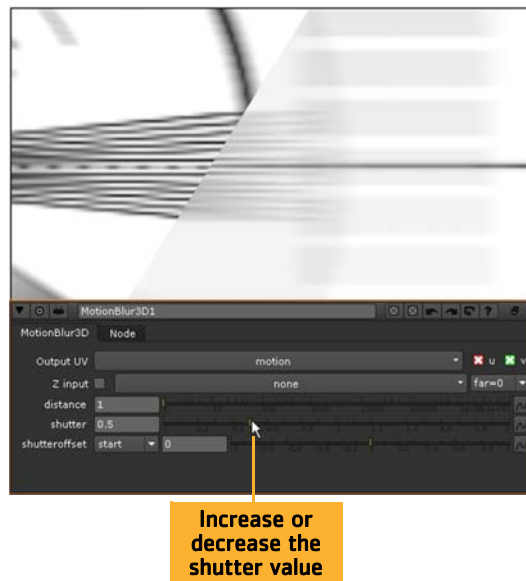 MotionBlur3D1 ?
MotionBlur3D Node
Output UV motion u v
Z input none far=0
distance 1
shutter 0.5
shutteroffset start 0
Increase or
decrease the
shutter value